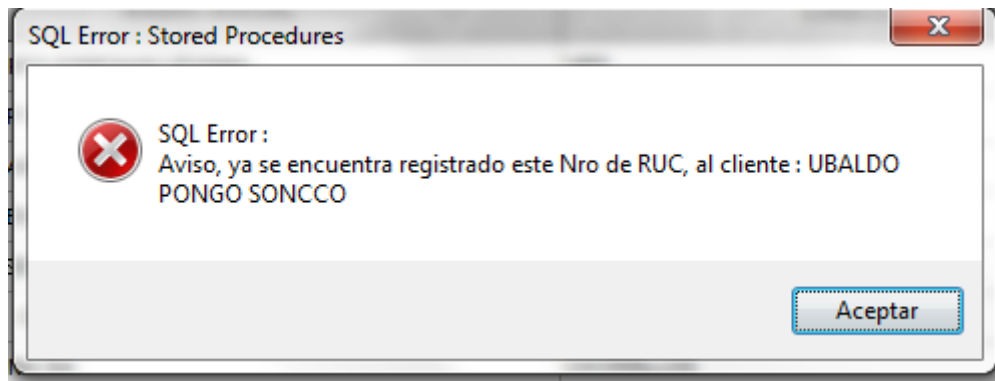 SQL Error : Stored Procedures
SQL Error :
Aviso, ya se encuentra registrado este Nro de RUC, al cliente : UBALDO
PONGO SONCCO
Aceptar